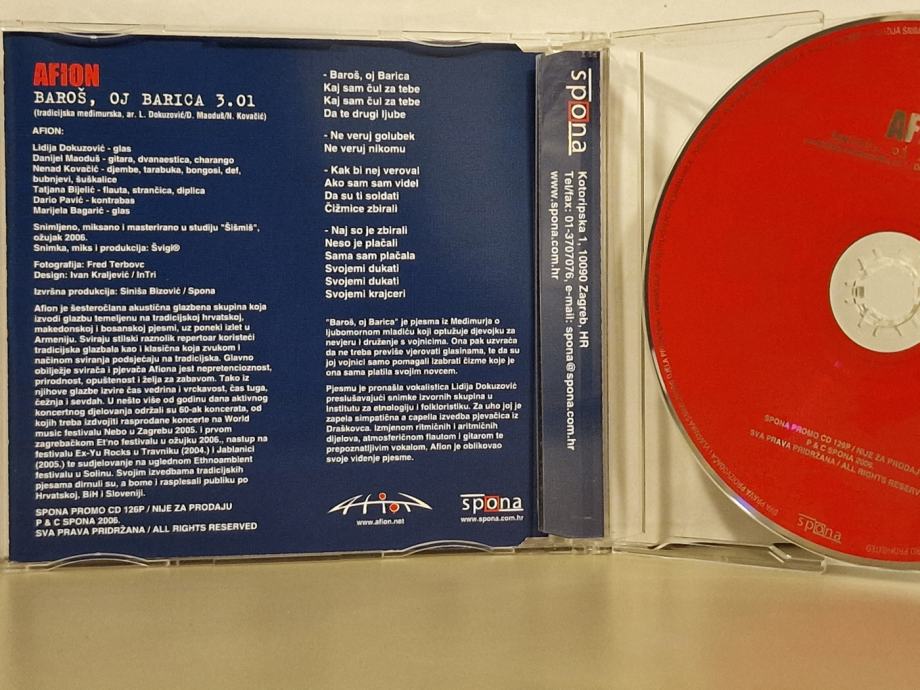 AFION
BAROŠ, OJ BARICA 3.01
(tradicijska međimurska, ar. L. Dokuzović/D. Maoduš/N. Kovačić)
AFION:
Lidija Dokuzović - glas
Danijel Maoduš - gitara, dvanaestica, charango
Nenad Kovačić - djembe, tarabuka, bongosi, def,
bubnjevi, šuškalice
Tatjana Bijelić - flauta, strančica, diplica
Dario Pavić - kontrabas
Marijela Bagarić - glas
Snimljeno, miksano i masterirano u studiju "Šišmiš",
ožujak 2006.
Snimka, miks i produkcija: Švigi®
Fotografija: Fred Terbovc
Design: Ivan Kraljević / InTri
Izvršna produkcija: Siniša Bizović / Spona
Afion je šesteročlana akustična glazbena skupina koja
izvodi glazbu temeljenu na tradicijskoj hrvatskoj,
makedonskoj i bosanskoj pjesmi, uz poneki izlet u
Armeniju. Sviraju stilski raznolik repertoar koristeći
tradicijska glazbala kao i klasična koja zvukom i
načinom sviranja podsjećaju na tradicijska. Glavno
obilježje svirača i pjevača Afiona jest nepretencioznost,
prirodnost, opuštenost i želja za zabavom. Tako iz
njihove glazbe izvire čas vedrina i vrckavost, čas tuga,
čežnja i sevdah. U nešto više od godinu dana aktivnog
koncertnog djelovanja održali su 60-ak koncerata, od
kojih treba izdvojiti rasprodane koncerte na World
music festivalu Nebo u Zagrebu 2005. i prvom
zagrebačkom Et'no festivalu u ožujku 2006., nastup na
festivalu Ex-Yu Rocks u Travniku (2004.) i Jablanici
(2005.) te sudjelovanje na uglednom Ethnoambient
festivalu u Solinu. Svojim izvedbama tradicijskih
pjesama dirnuli su, a bome i rasplesali publiku po
Hrvatskoj, BiH i Sloveniji.
SPONA PROMO CD 126P / NIJE ZA PRODAJU
P & C SPONA 2006.
SVA PRAVA PRIDRŽANA / ALL RIGHTS RESERVED
- Baroš, oj Barica
Kaj sam čul za tebe
Kaj sam čul za tebe
Da te drugi ljube
- Ne veruj golubek
Ne veruj nikomu
- Kak bi nej veroval
Ako sam sam videl
Da su ti soldati
Čižmice zbirali
- Naj so je zbirali
Neso je plačali
Sama sam plačala
Svojemi dukati
Svojemi dukati
Svojemi krajceri
"Baroš, oj Barica" je pjesma iz Međimurja o
ljubomornom mladiću koji optužuje djevojku za
nevjeru i druženje s vojnicima. Ona pak uzvraća
da ne treba previše vjerovati glasinama, te da su
joj vojnici samo pomagali izabrati čizme koje je
ona sama platila svojim novcem.
Pjesmu je pronašla vokalistica Lidija Dokuzović
preslušavajući snimke izvornih skupina u
Institutu za etnologiju i folkloristiku. Za uho joj je
zapela simpatična a capella izvedba pjevačica iz
Draškovca. Izmjenom ritmičnih i aritmičnih
dijelova, atmosferičnom flautom i gitarom te
prepoznatljivim vokalom, Afion je oblikovao
svoje viđenje pjesme.
Afion
www.afion.net
spona
www.spona.com.hr
spona
Kotoripska 1, 10090 Zagreb, HR
Tel/fax: 01-3707076, e-mail: spona@spona.com.hr
www.spona.com.hr
SPONA PROMO CD 126P / NIJE ZA PRODAJU
P & C SPONA 2006.
SVA PRAVA PRIDRŽANA / ALL RIGHTS RESERVED
spona